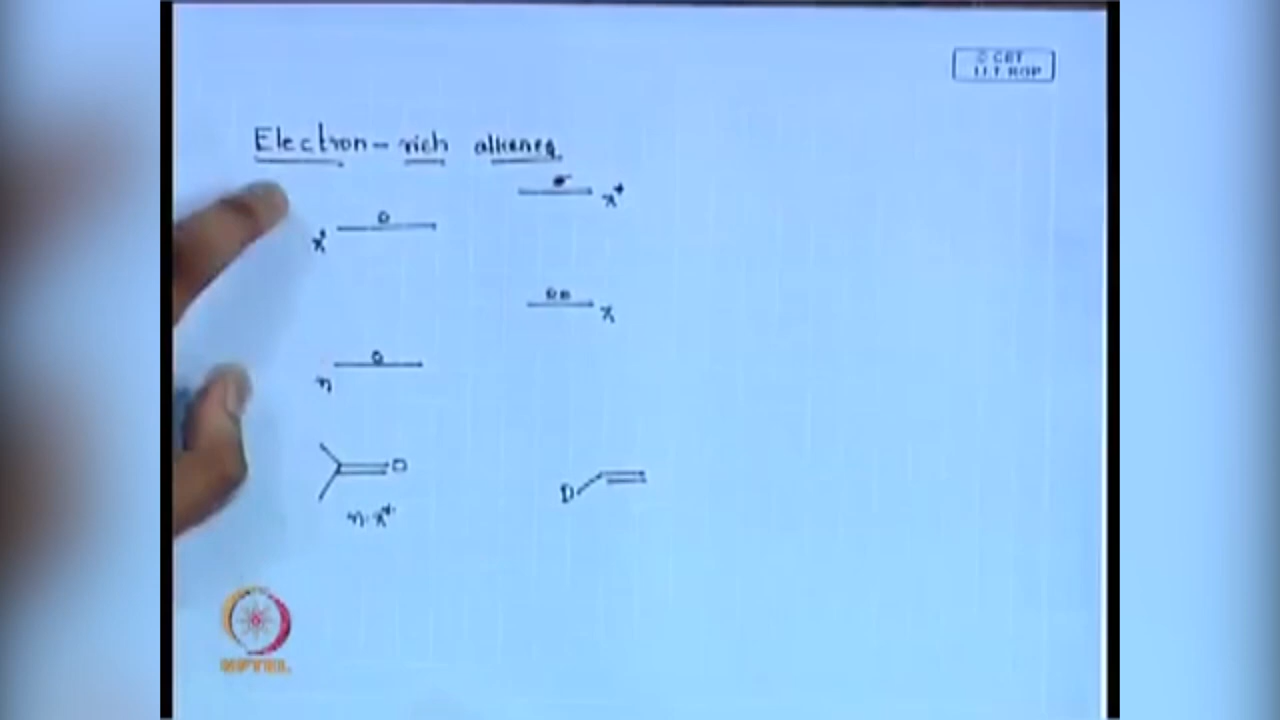 © CET
I.I.T. KGP
Electron-rich alkenes
π*
π*
π
n
O
D
n-π*
NPTEL